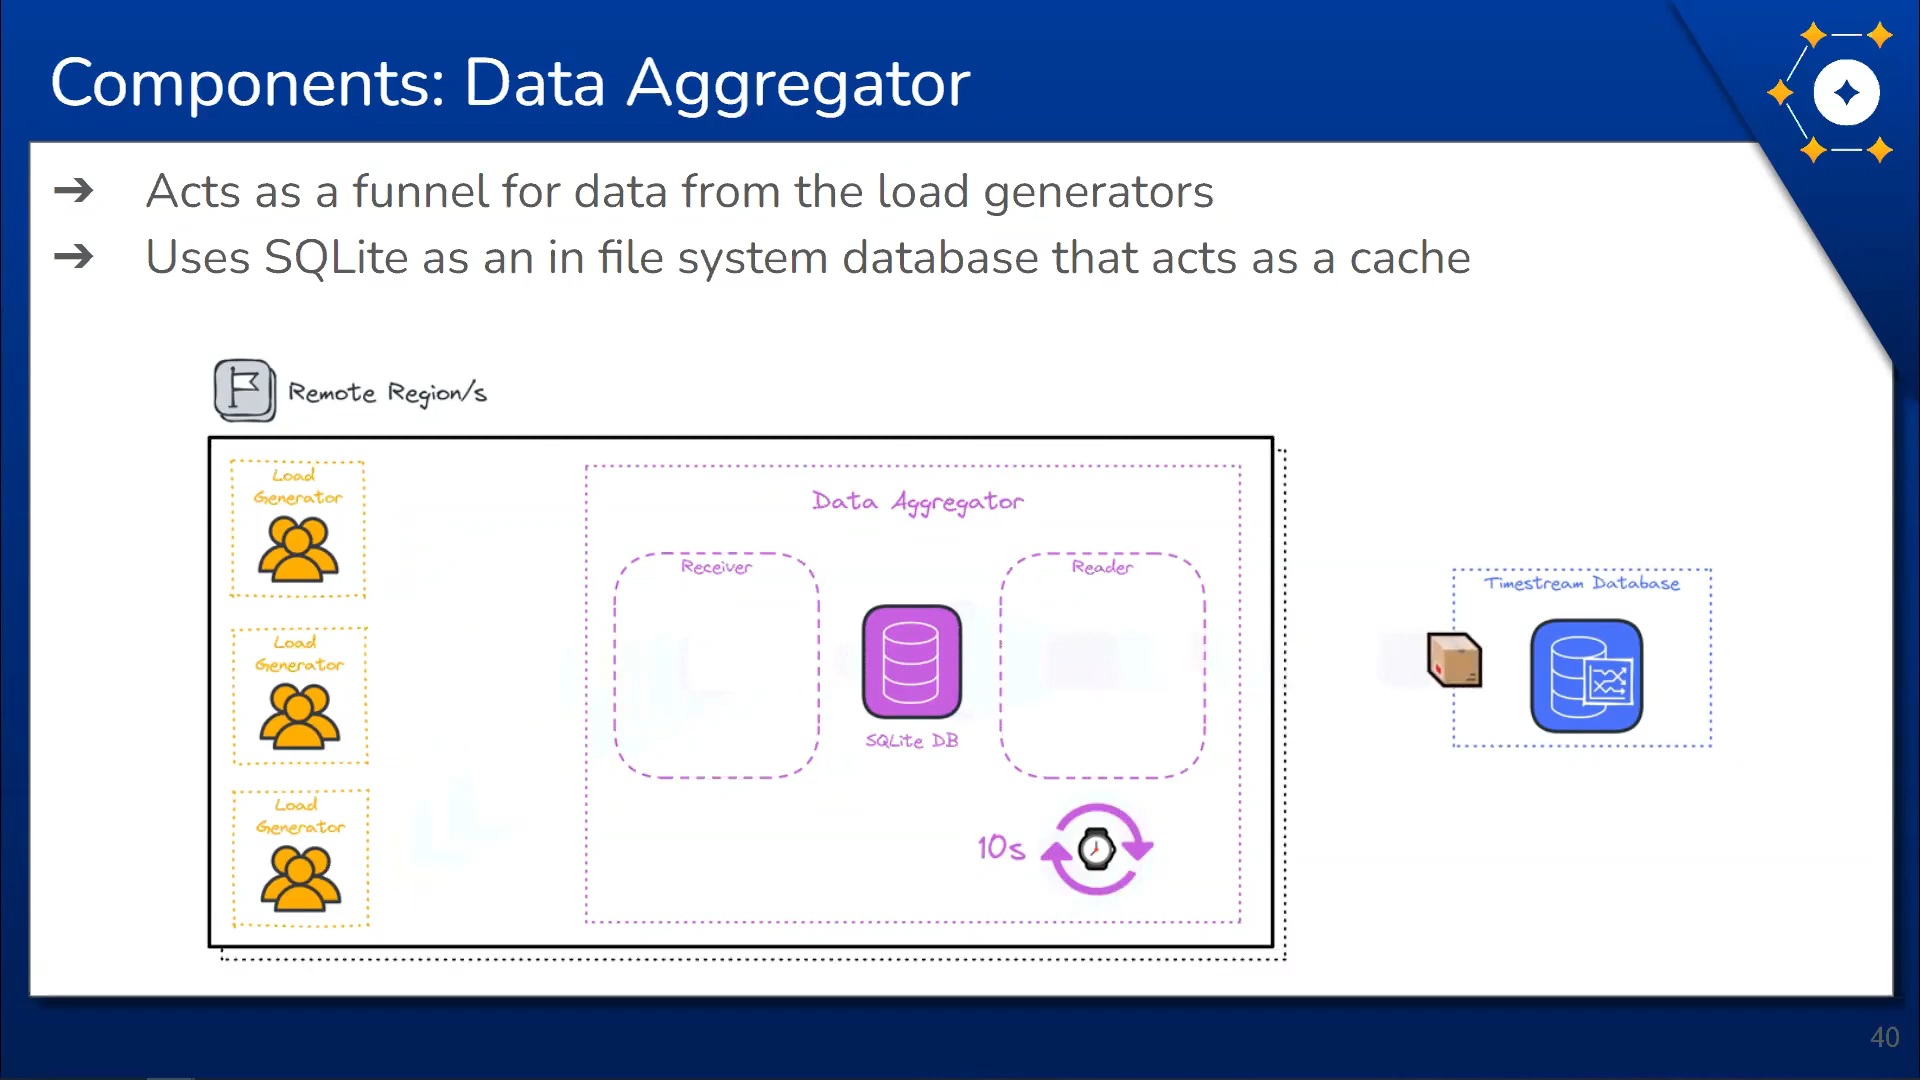 Components: Data Aggregator
➔ Acts as a funnel for data from the load generators
➔ Uses SQLite as an in file system database that acts as a cache
Remote Region/s
Load
Generator
Load
Generator
Load
Generator
Data Aggregator
Receiver
SQLite DB
Reader
10s
Timestream Database
40